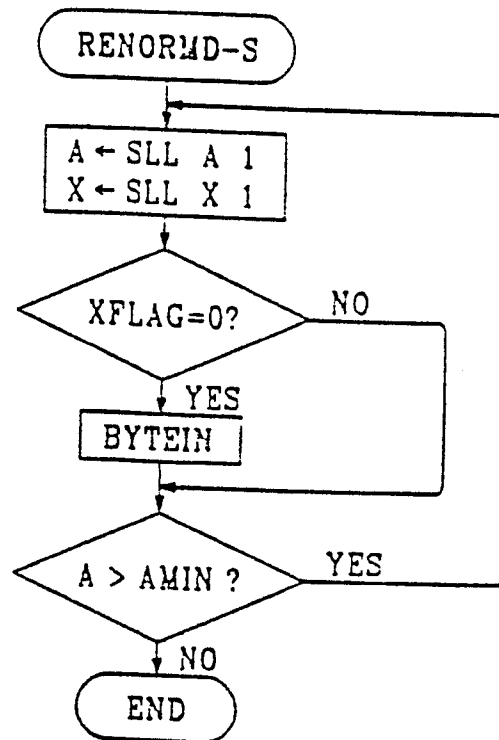 RENORMD-S
A ← SLL A 1
X ← SLL X 1
XFLAG=0?
NO
YES
BYTEIN
A > AMIN ?
YES
NO
END